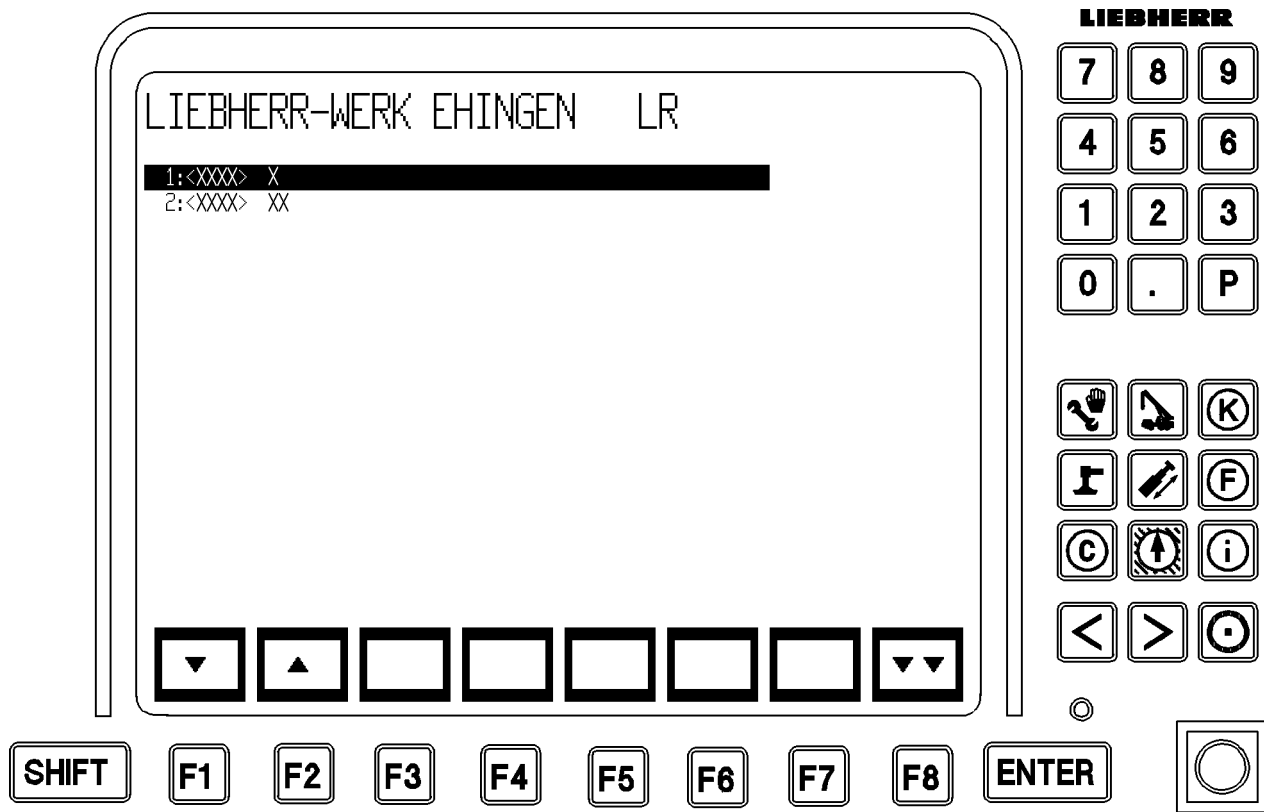 LIEBHERR
LIEBHERR-WERK EHINGEN LR
1:<XXXX> X
2:<XXXX> XX
7 8 9
4 5 6
1 2 3
0 . P
K
F
C i
< >
SHIFT F1 F2 F3 F4 F5 F6 F7 F8 ENTER